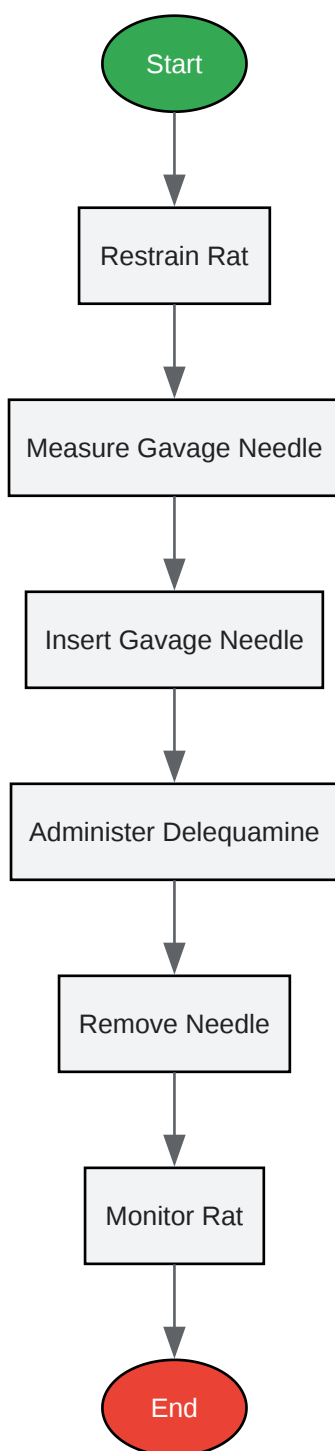 Start
Restrain Rat
Measure Gavage Needle
Insert Gavage Needle
Administer Delequamine
Remove Needle
Monitor Rat
End